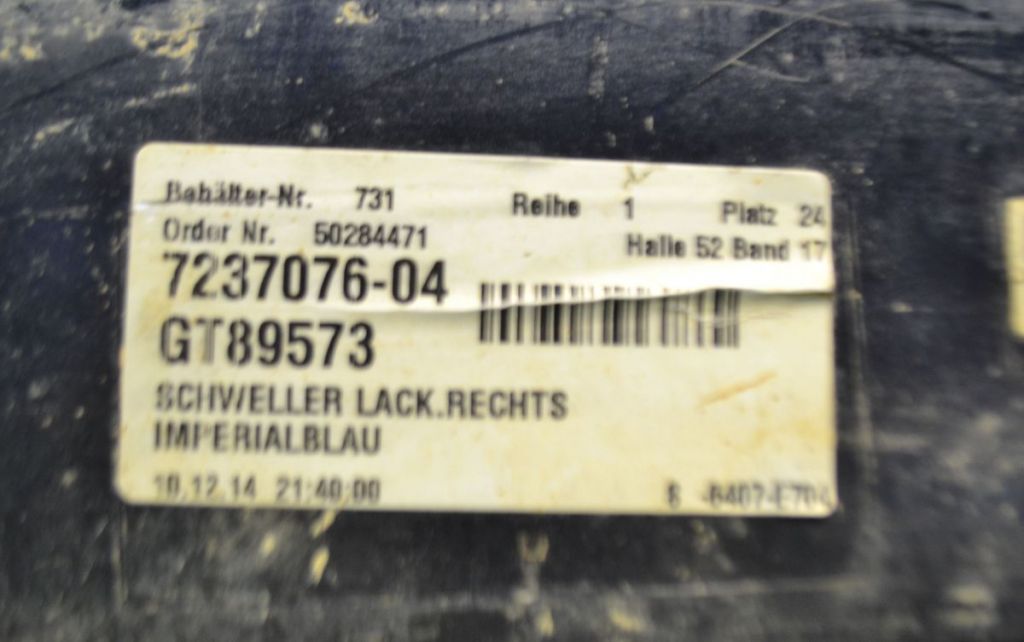 Behälter-Nr. 731 Reihe 1 Platz 24
Order Nr. 50284471 Halle 52 Band 17
7237076-04
GT89573
SCHWELLER LACK.RECHTS
IMPERIALBLAU
10.12.14 21:40:00